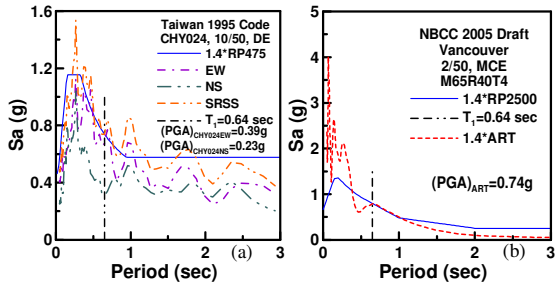 (a)
Taiwan 1995 Code
CHY024, 10/50, DE
1.4*RP475
EW
NS
SRSS
T₁=0.64 sec
(PGA)CHY024EW=0.39g
(PGA)CHY024NS=0.23g
Sa (g)
1.6
1.2
0.8
0.4
0
0 1 2 3
Period (sec)
(a)
NBCC 2005 Draft
Vancouver
2/50, MCE
M65R40T4
1.4*RP2500
T₁=0.64 sec
1.4*ART
(PGA)ART=0.74g
Sa (g)
5
4
3
2
1
0
0 1 2 3
Period (sec)
(b)